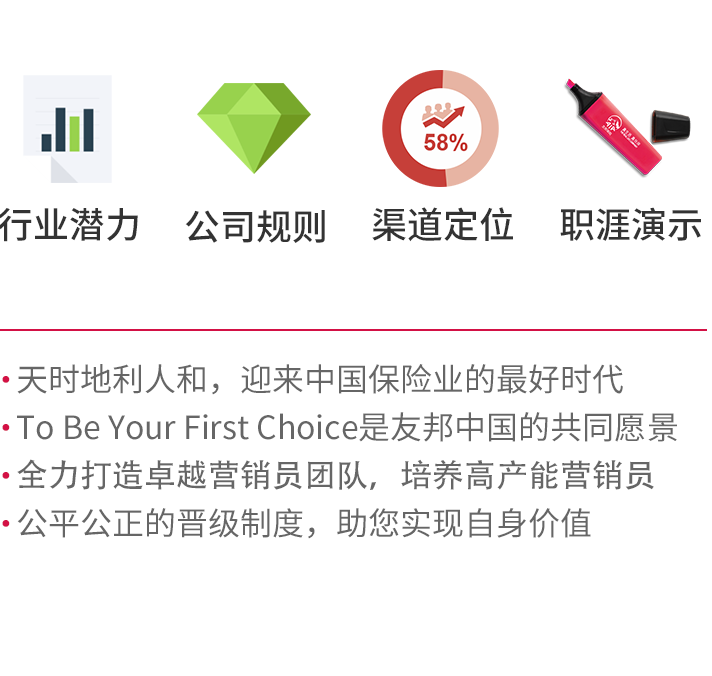 58%
行业潜力
公司规则
渠道定位
职涯演示
天时地利人和，迎来中国保险业的最好时代
To Be Your First Choice是友邦中国的共同愿景
全力打造卓越营销员团队，培养高产能营销员
公平公正的晋级制度，助您实现自身价值